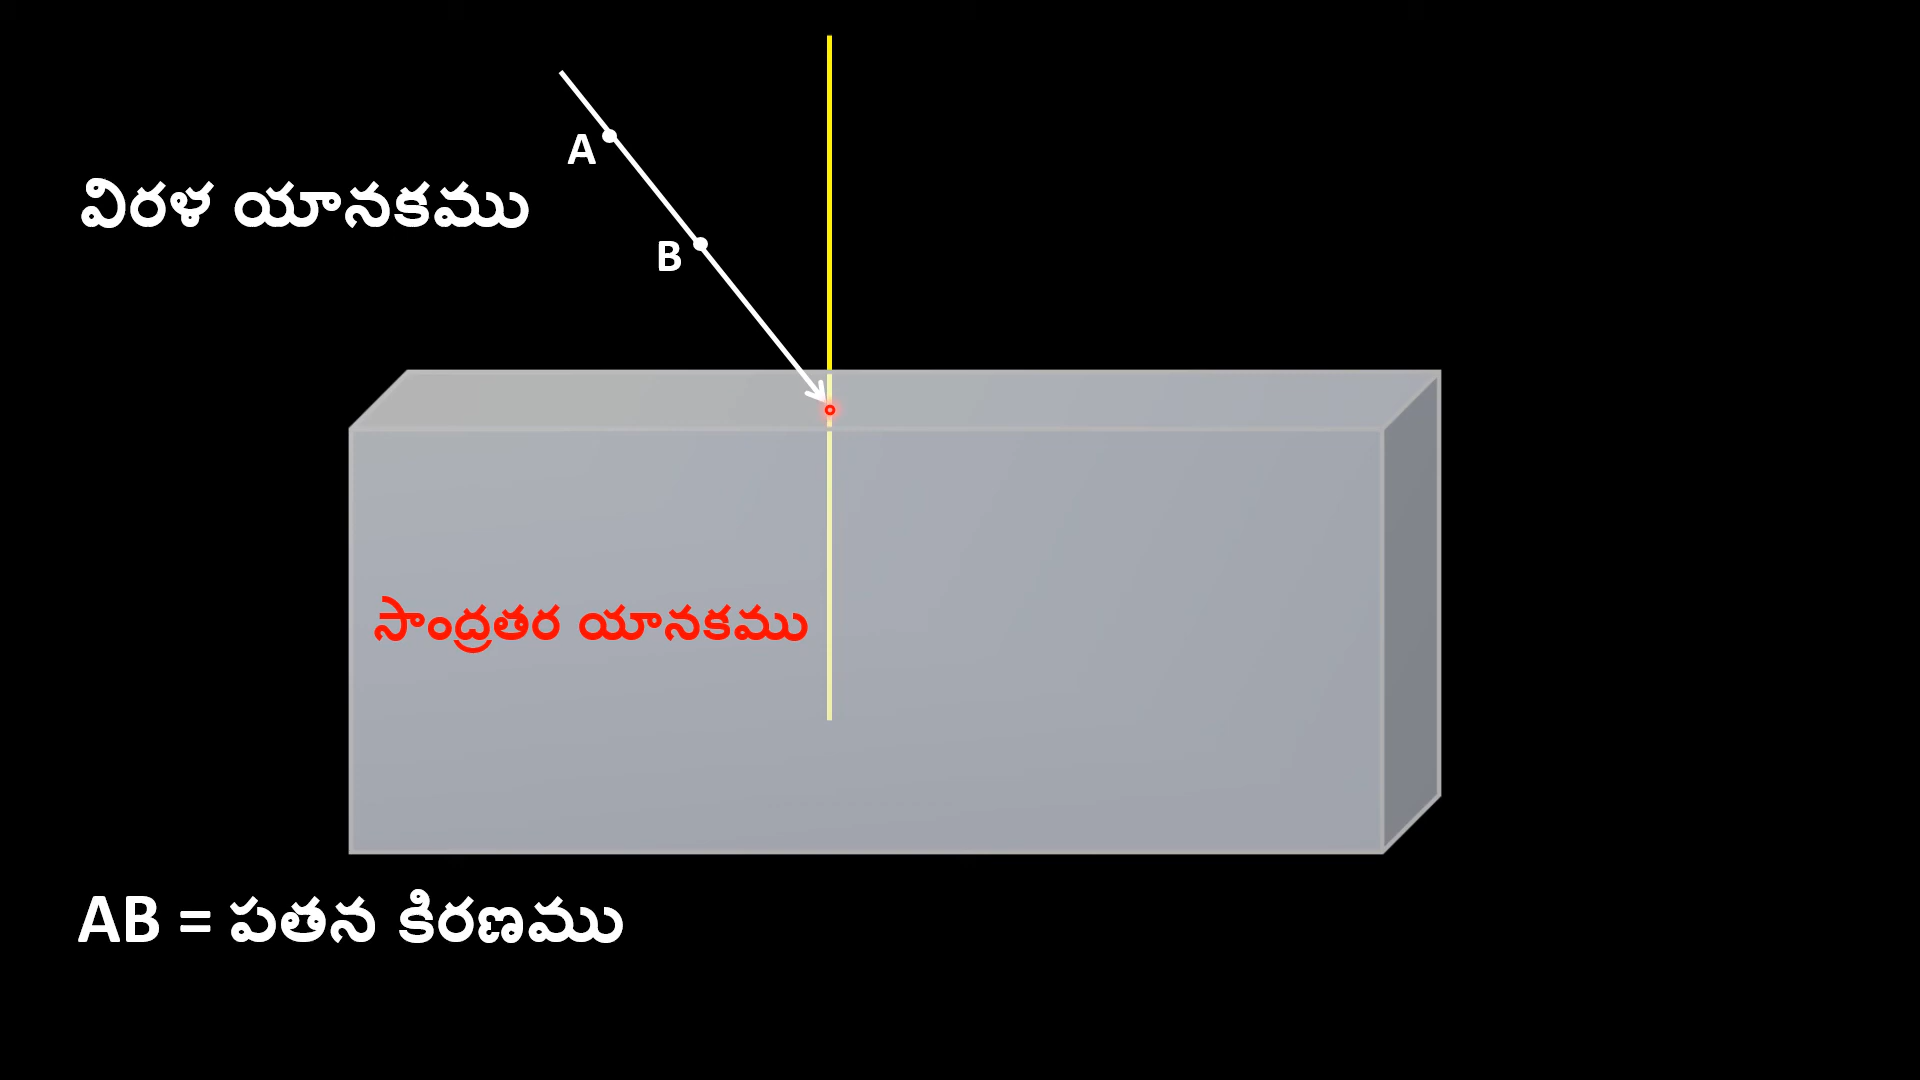 A
విరళ యానకము
B
సాంద్రతర యానకము
AB = పతన కిరణము